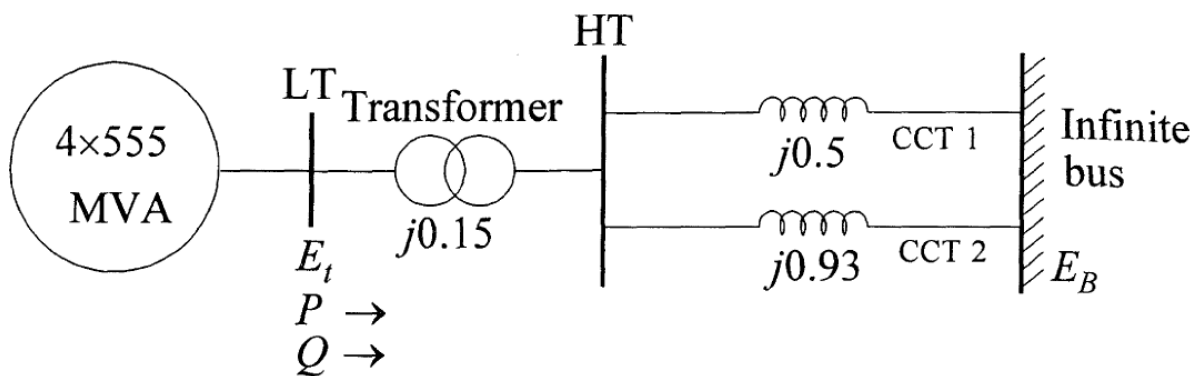 4×555
MVA
LT
Transformer
j0.15
E_t
P →
Q →
HT
j0.5
CCT 1
j0.93
CCT 2
Infinite
bus
E_B